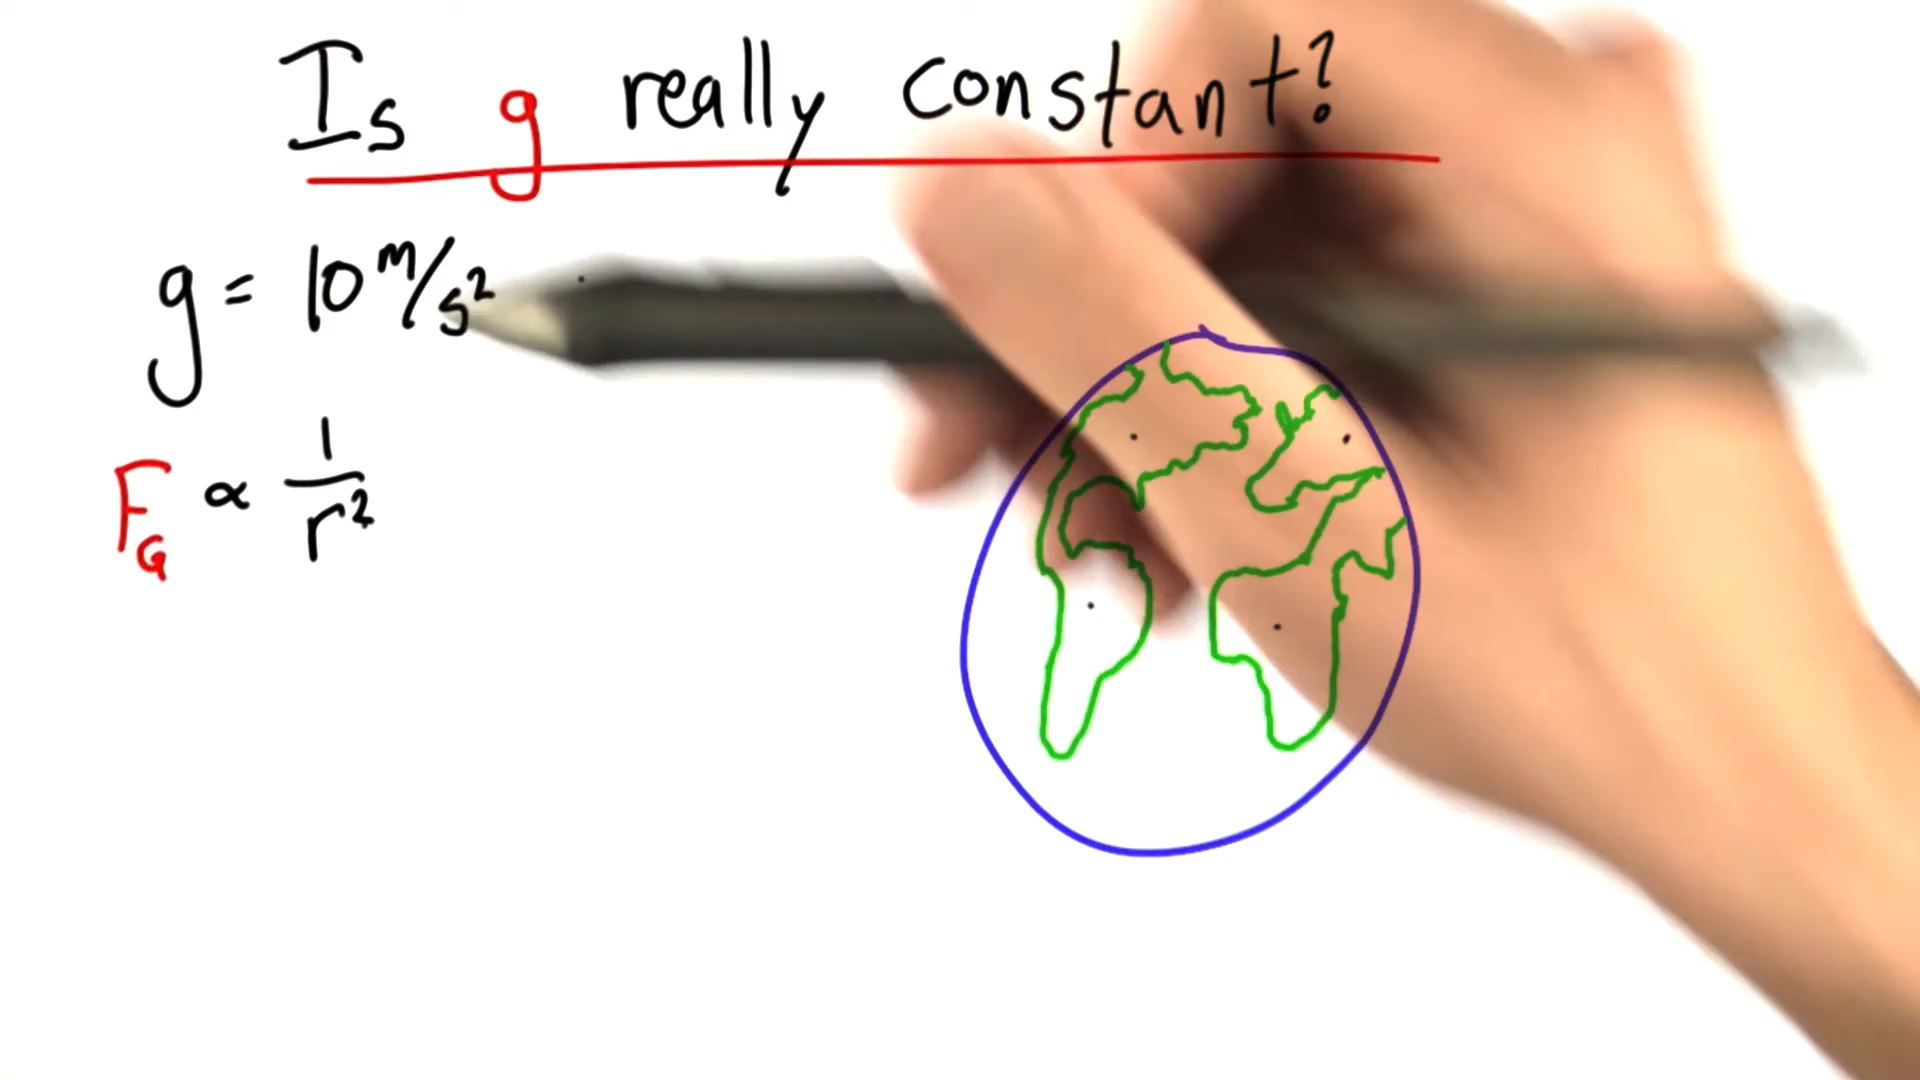 Is g really constant?
g = 10 m/s²
F_G ∝ 1/r²